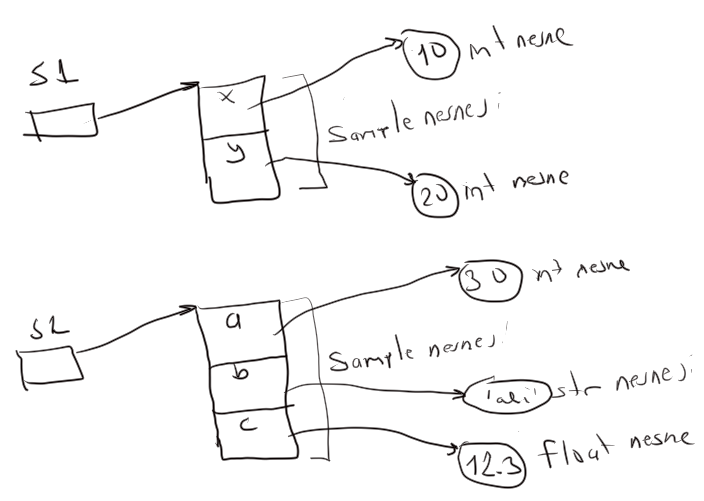 S1
x
y
10 int nesne
Sample nesnesi
20 int nesne
S2
a
b
c
30 int nesne
Sample nesnesi
'ali' str nesnesi
12.3 float nesne